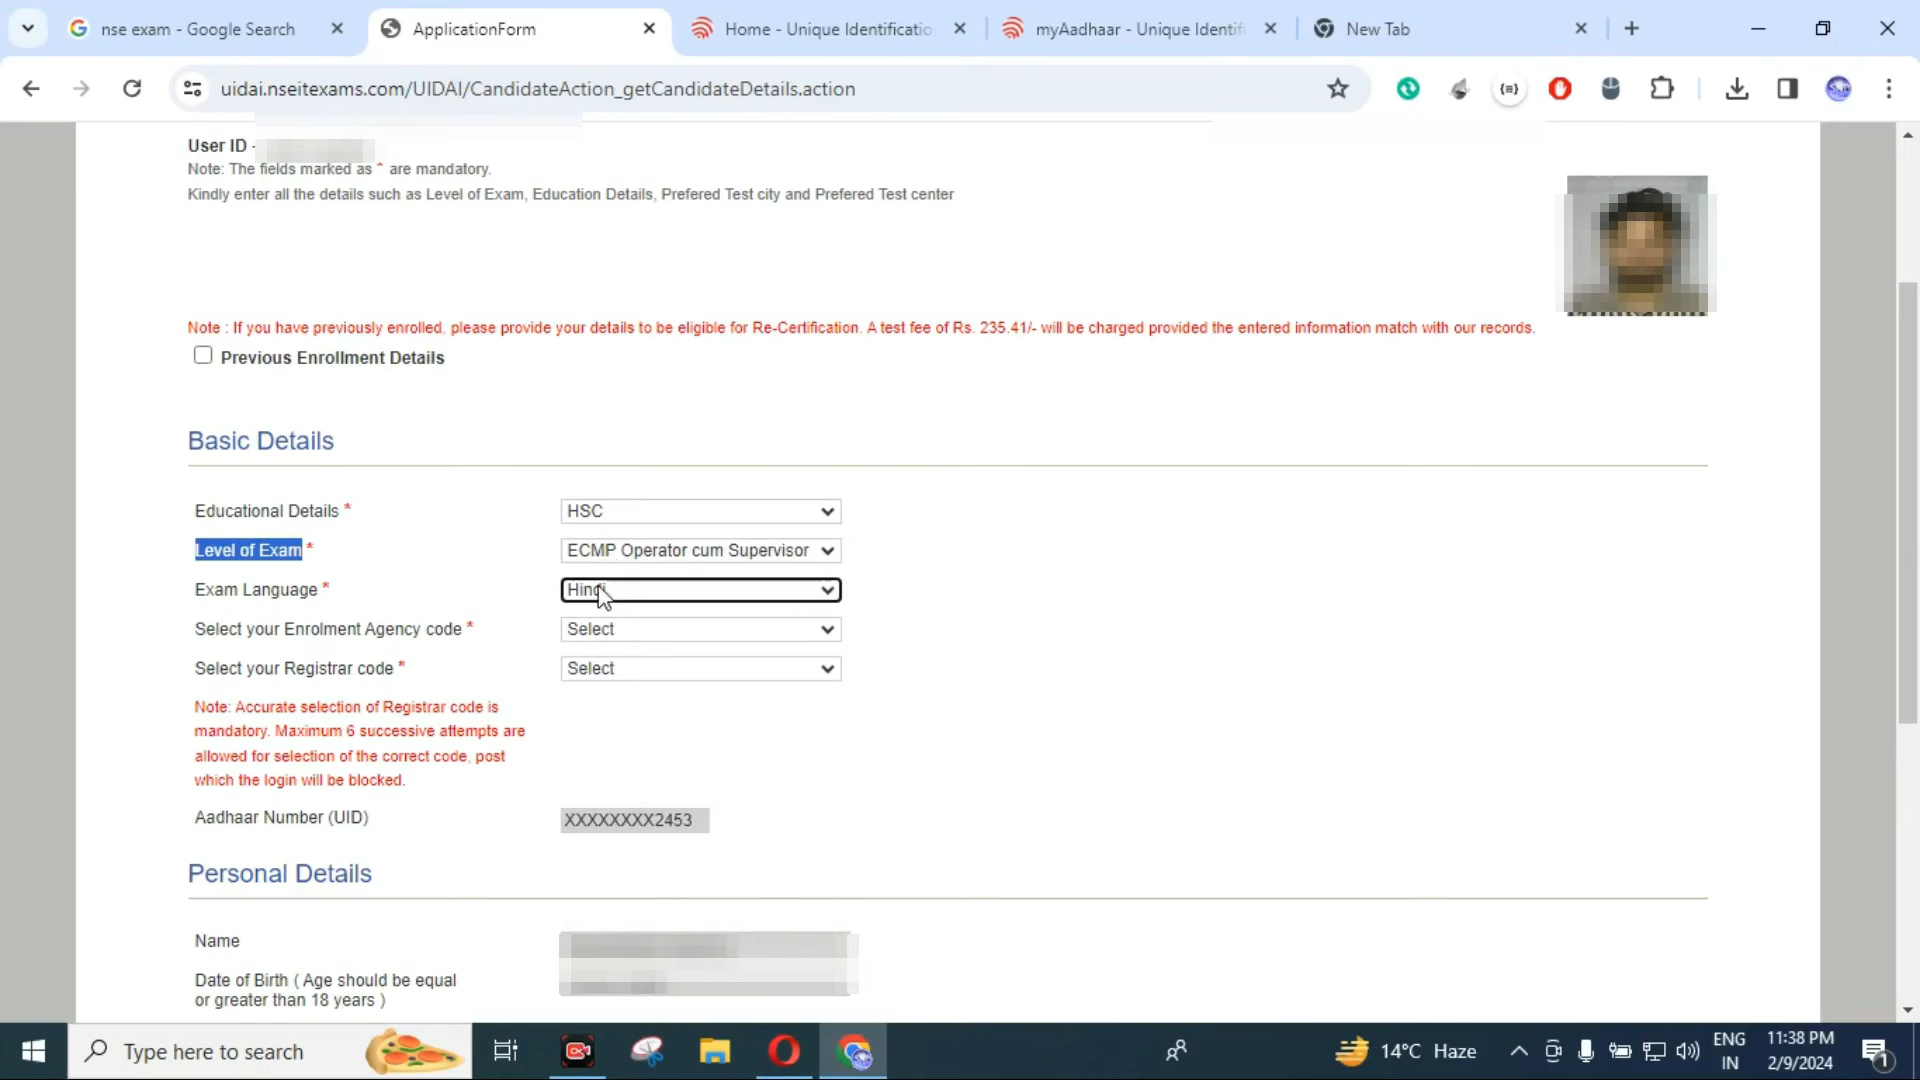 nse exam - Google Search
ApplicationForm
Home - Unique Identificatio
myAadhaar - Unique Identif
New Tab
uidai.nseitexams.com/UIDAI/CandidateAction_getCandidateDetails.action
User ID -
Note: The fields marked as * are mandatory.
Kindly enter all the details such as Level of Exam, Education Details, Prefered Test city and Prefered Test center
Note : If you have previously enrolled, please provide your details to be eligible for Re-Certification. A test fee of Rs. 235.41/- will be charged provided the entered information match with our records.
Previous Enrollment Details
Basic Details
Educational Details * HSC
Level of Exam * ECMP Operator cum Supervisor
Exam Language * Hindi
Select your Enrolment Agency code * Select
Select your Registrar code * Select
Note: Accurate selection of Registrar code is
mandatory. Maximum 6 successive attempts are
allowed for selection of the correct code, post
which the login will be blocked.
Aadhaar Number (UID) XXXXXXXX2453
Personal Details
Name
Date of Birth ( Age should be equal
or greater than 18 years )
Type here to search
14°C Haze
ENG
IN
11:38 PM
2/9/2024
1